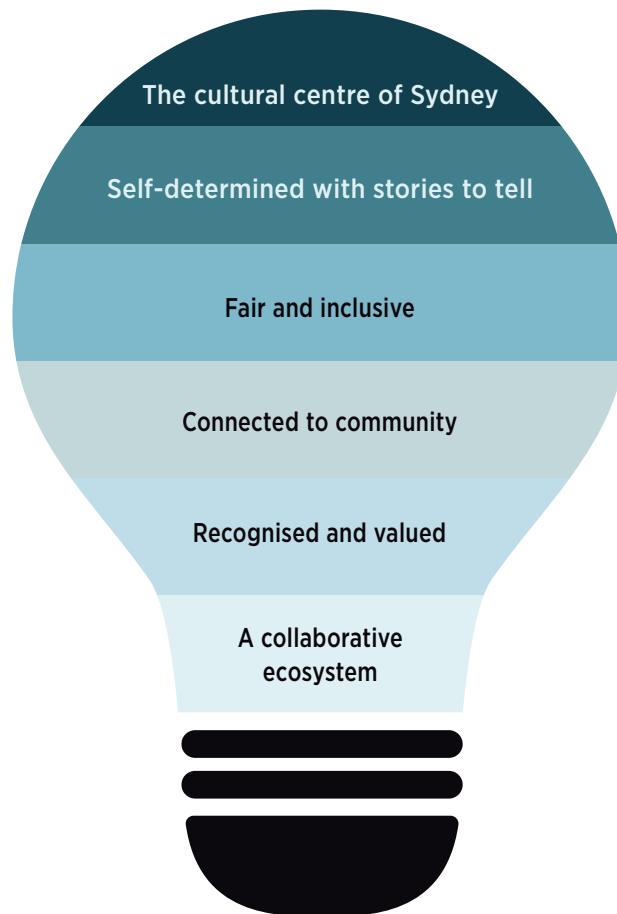 The cultural centre of Sydney
Self-determined with stories to tell
Fair and inclusive
Connected to community
Recognised and valued
A collaborative
ecosystem